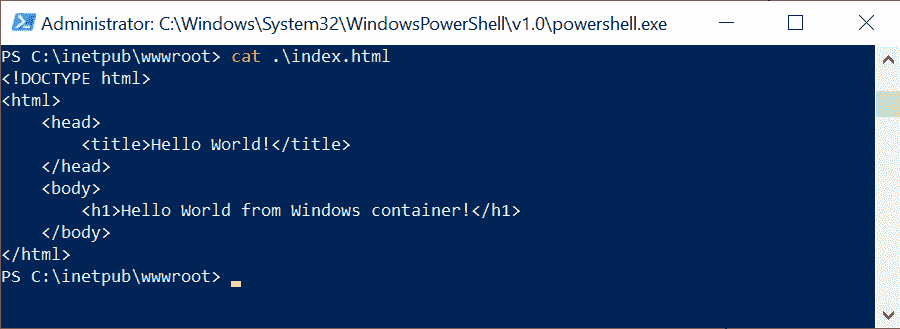 Administrator: C:\Windows\System32\WindowsPowerShell\v1.0\powershell.exe
PS C:\inetpub\wwwroot> cat .\index.html
<!DOCTYPE html>
<html>
    <head>
        <title>Hello World!</title>
    </head>
    <body>
        <h1>Hello World from Windows container!</h1>
    </body>
</html>
PS C:\inetpub\wwwroot>